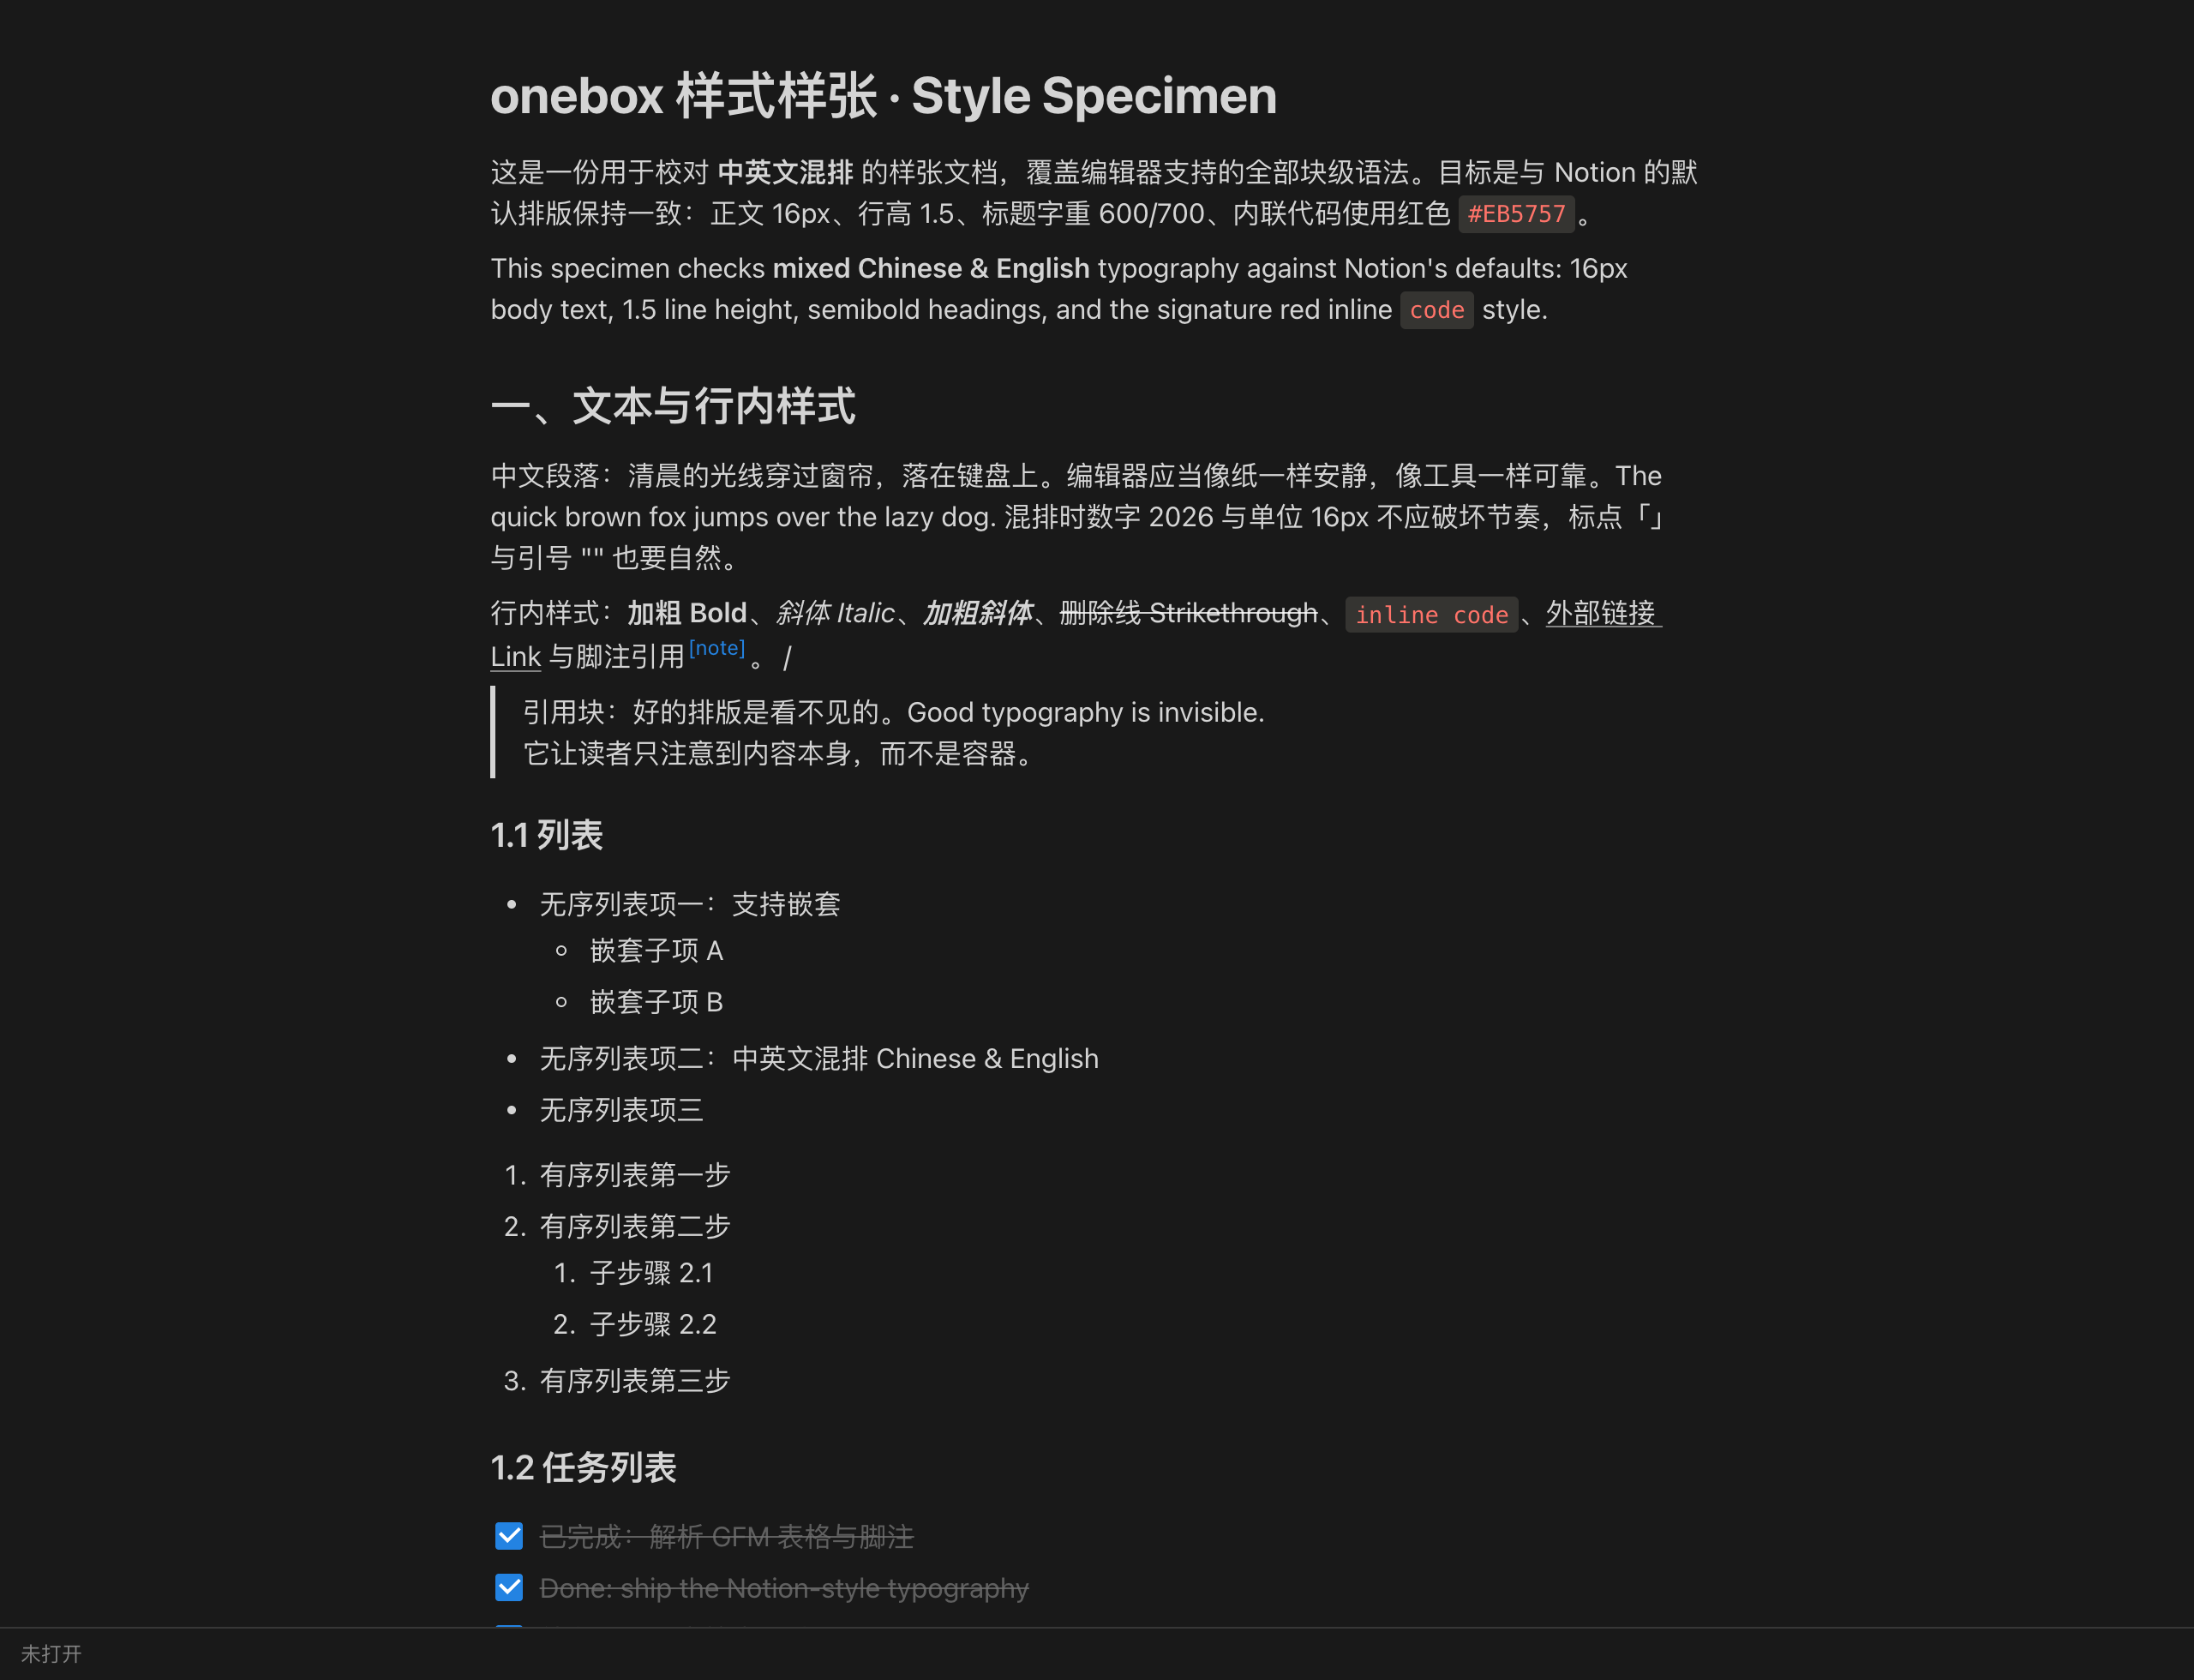 onebox 样式样张 · Style Specimen
这是一份用于校对 中英文混排 的样张文档，覆盖编辑器支持的全部块级语法。目标是与 Notion 的默
认排版保持一致：正文 16px、行高 1.5、标题字重 600/700、内联代码使用红色 #EB5757。
This specimen checks mixed Chinese & English typography against Notion's defaults: 16px
body text, 1.5 line height, semibold headings, and the signature red inline code style.
一、文本与行内样式
中文段落：清晨的光线穿过窗帘，落在键盘上。编辑器应当像纸一样安静，像工具一样可靠。The
quick brown fox jumps over the lazy dog. 混排时数字 2026 与单位 16px 不应破坏节奏，标点「」
与引号 "" 也要自然。
行内样式：加粗 Bold、斜体 Italic、加粗斜体、删除线 Strikethrough、inline code、外部链接
Link 与脚注引用[note]。 /
引用块：好的排版是看不见的。Good typography is invisible.
它让读者只注意到内容本身，而不是容器。
1.1 列表
• 无序列表项一：支持嵌套
◦ 嵌套子项 A
◦ 嵌套子项 B
• 无序列表项二：中英文混排 Chinese & English
• 无序列表项三
1. 有序列表第一步
2. 有序列表第二步
1. 子步骤 2.1
2. 子步骤 2.2
3. 有序列表第三步
1.2 任务列表
已完成：解析 GFM 表格与脚注
Done: ship the Notion-style typography
未打开